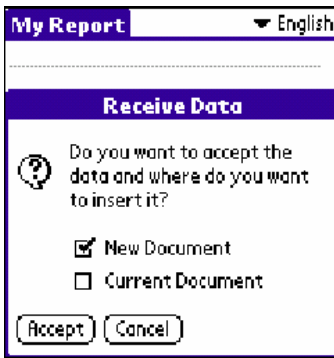 My Report English
Receive Data
Do you want to accept the
data and where do you want
to insert it?
New Document
Current Document
Accept Cancel